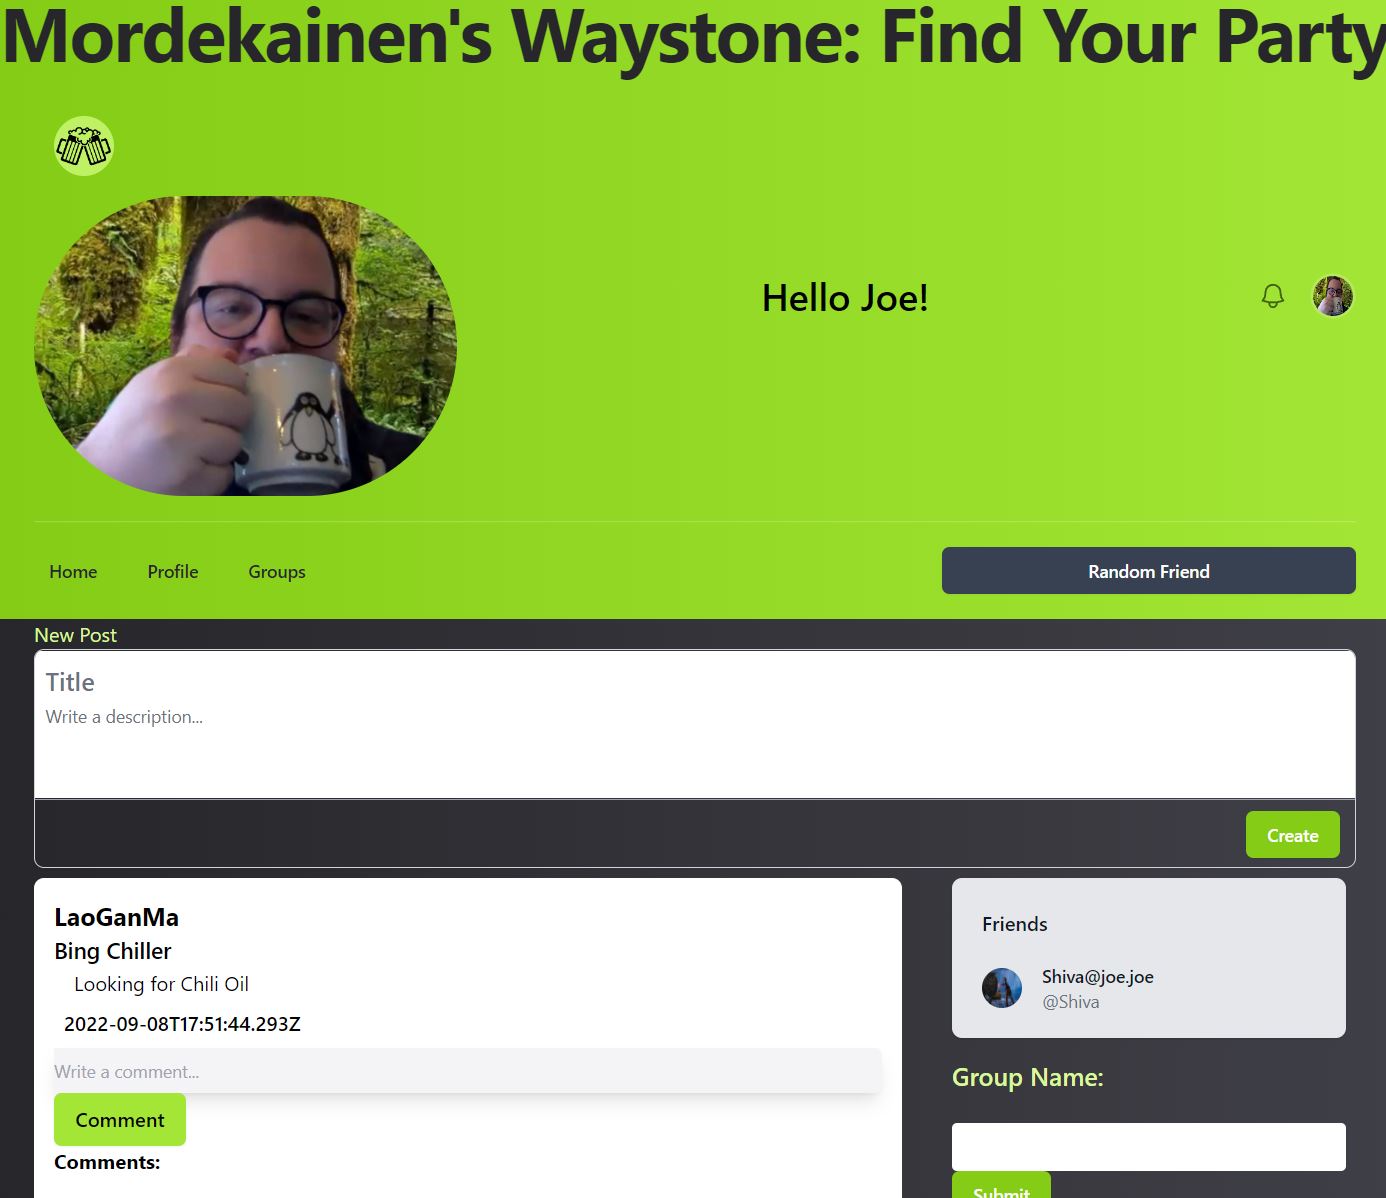 Mordekainen's Waystone: Find Your Party
Hello Joe!
Home Profile Groups Random Friend
New Post
Title
Write a description...
Create
LaoGanMa
Bing Chiller
Looking for Chili Oil
2022-09-08T17:51:44.293Z
Write a comment...
Comment
Comments:
Friends
Shiva@joe.joe
@Shiva
Group Name:
Submit